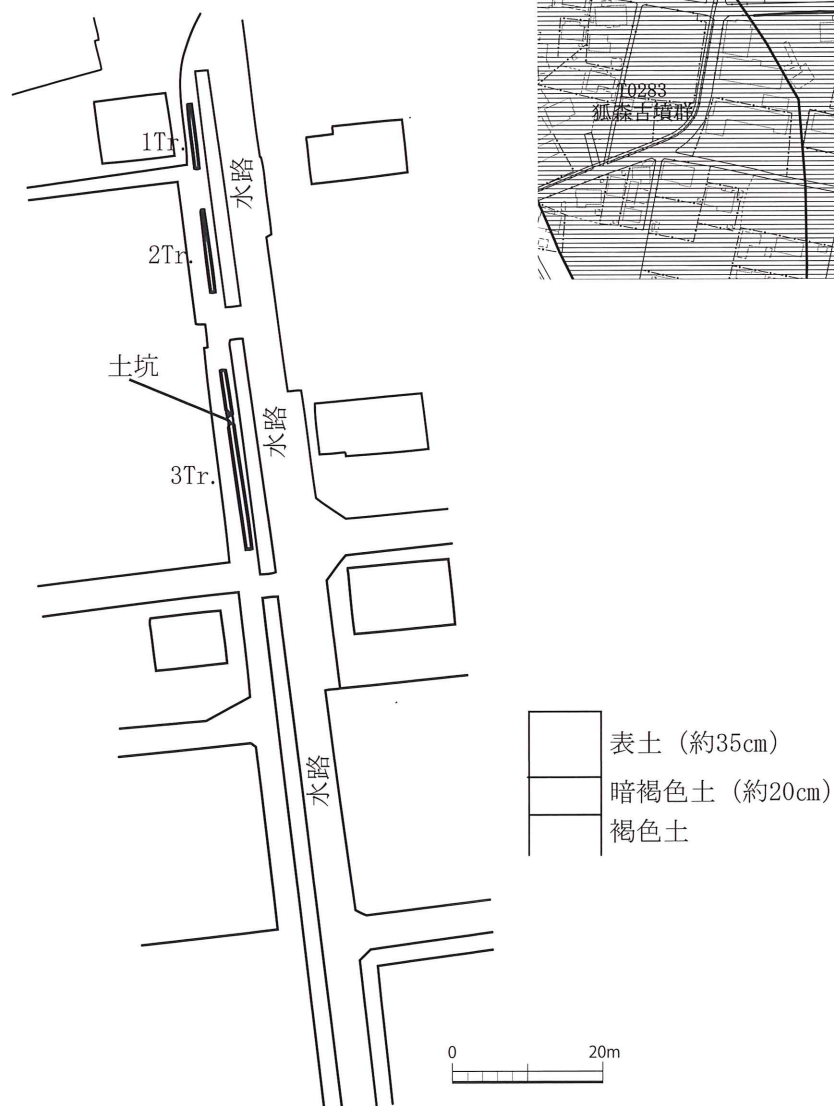 10283
狐森古墳群
1Tr.
水路
2Tr.
土坑
水路
3Tr.
水路
表土 (約35cm)
暗褐色土 (約20cm)
褐色土
0
20m